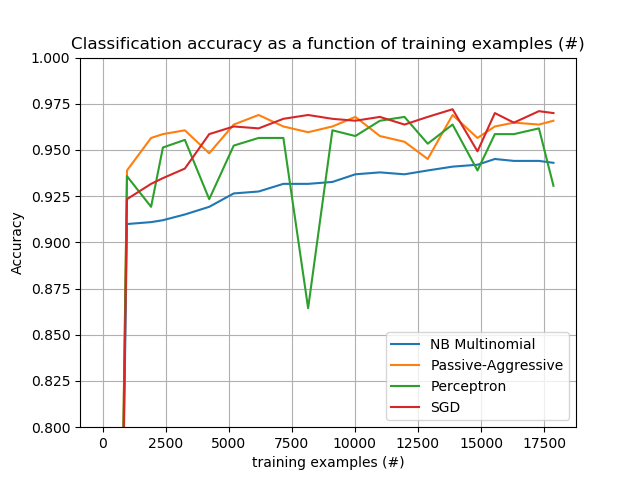 Classification accuracy as a function of training examples (#)
1.000
0.975
0.950
0.925
0.900
0.875
0.850
0.825
0.800
Accuracy
NB Multinomial
Passive-Aggressive
Perceptron
SGD
0 2500 5000 7500 10000 12500 15000 17500
training examples (#)